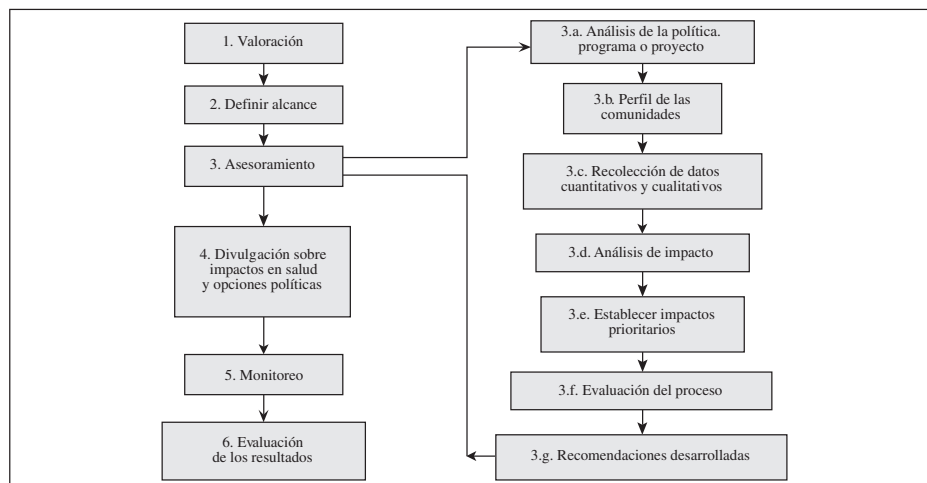 1. Valoración
2. Definir alcance
3. Asesoramiento
4. Divulgación sobre
impactos en salud
y opciones políticas
5. Monitoreo
6. Evaluación
de los resultados
3.a. Análisis de la política.
programa o proyecto
3.b. Perfil de las
comunidades
3.c. Recolección de datos
cuantitativos y cualitativos
3.d. Análisis de impacto
3.e. Establecer impactos
prioritarios
3.f. Evaluación del proceso
3.g. Recomendaciones desarrolladas